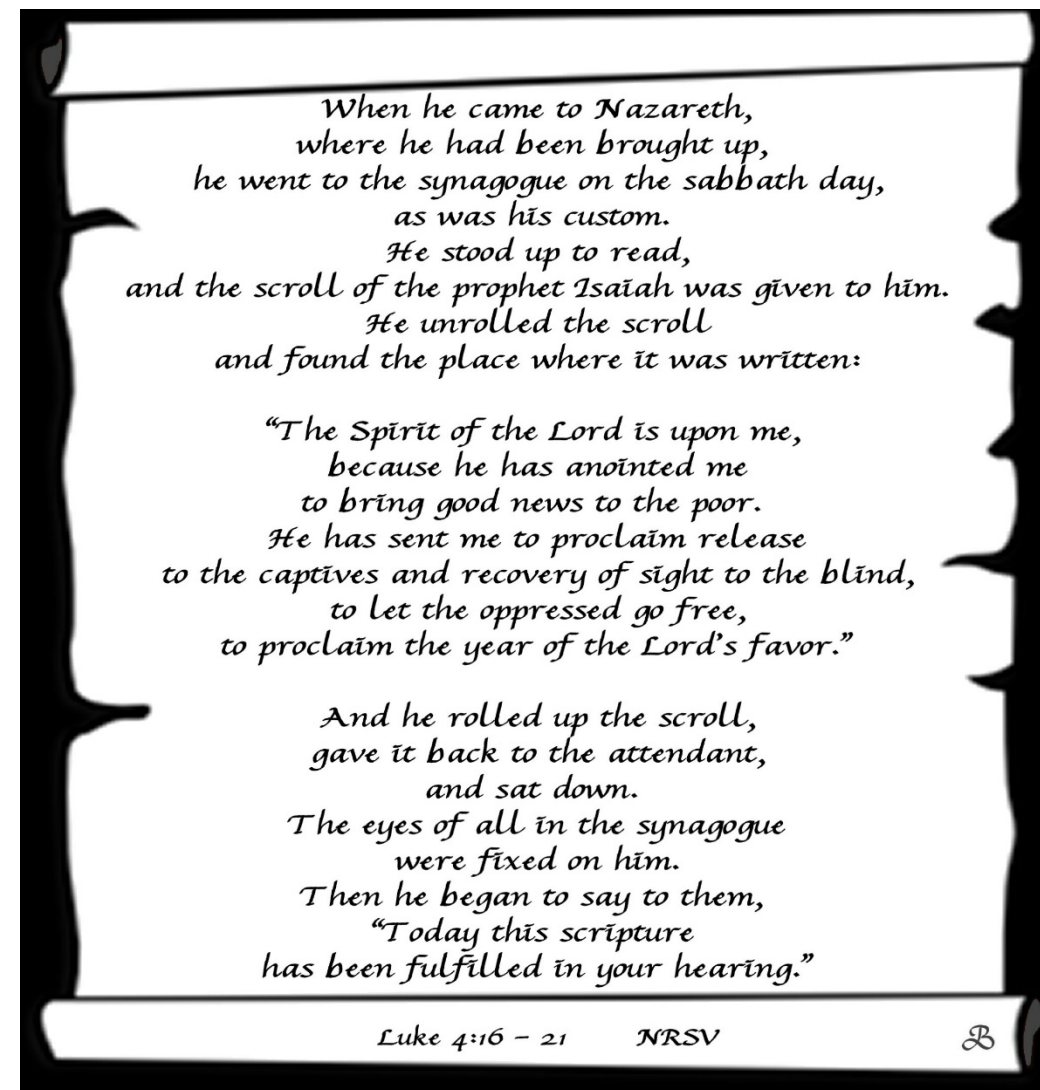 When he came to Nazareth,
where he had been brought up,
he went to the synagogue on the sabbath day,
as was his custom.
He stood up to read,
and the scroll of the prophet Isaiah was given to him.
He unrolled the scroll
and found the place where it was written:
“The Spirit of the Lord is upon me,
because he has anointed me
to bring good news to the poor.
He has sent me to proclaim release
to the captives and recovery of sight to the blind,
to let the oppressed go free,
to proclaim the year of the Lord’s favor.”
And he rolled up the scroll,
gave it back to the attendant,
and sat down.
The eyes of all in the synagogue
were fixed on him.
Then he began to say to them,
“Today this scripture
has been fulfilled in your hearing.”
Luke 4:16 – 21 NRSV B